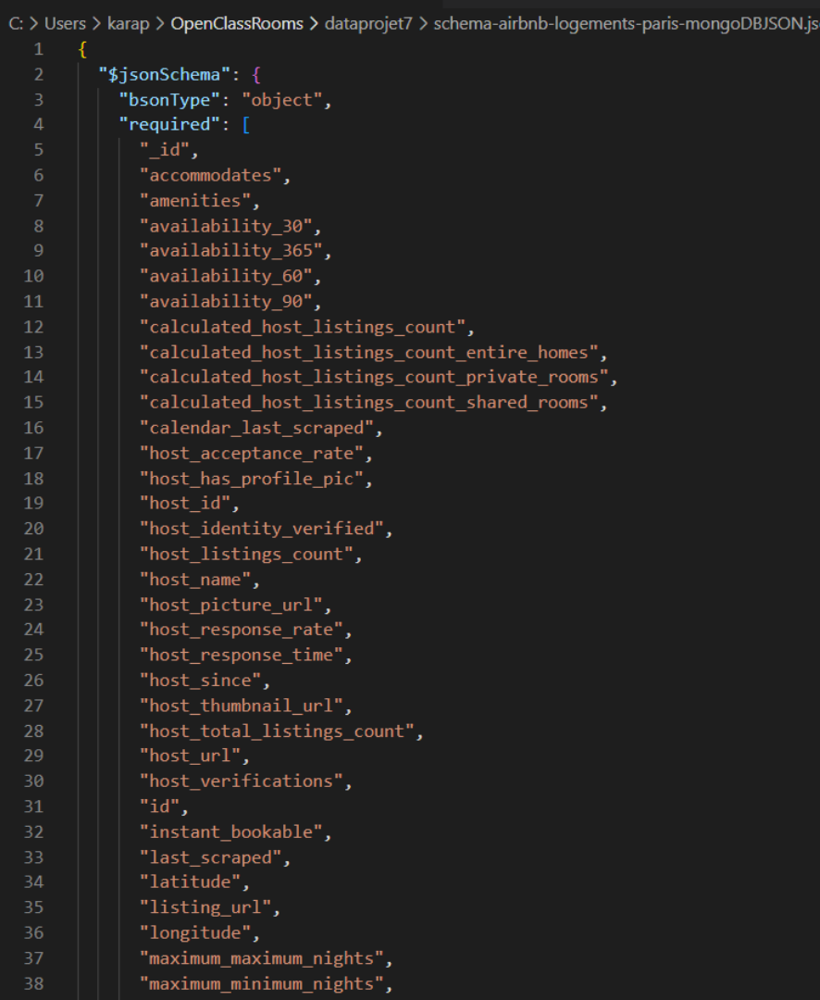 C: > Users > karap > OpenClassRooms > dataprojet7 > schema-airbnb-logements-paris-mongoDBJSON.js
1 {
2 "$jsonSchema": {
3 "bsonType": "object",
4 "required": [
5 "_id",
6 "accommodates",
7 "amenities",
8 "availability_30",
9 "availability_365",
10 "availability_60",
11 "availability_90",
12 "calculated_host_listings_count",
13 "calculated_host_listings_count_entire_homes",
14 "calculated_host_listings_count_private_rooms",
15 "calculated_host_listings_count_shared_rooms",
16 "calendar_last_scraped",
17 "host_acceptance_rate",
18 "host_has_profile_pic",
19 "host_id",
20 "host_identity_verified",
21 "host_listings_count",
22 "host_name",
23 "host_picture_url",
24 "host_response_rate",
25 "host_response_time",
26 "host_since",
27 "host_thumbnail_url",
28 "host_total_listings_count",
29 "host_url",
30 "host_verifications",
31 "id",
32 "instant_bookable",
33 "last_scraped",
34 "latitude",
35 "listing_url",
36 "longitude",
37 "maximum_maximum_nights",
38 "maximum_minimum_nights",